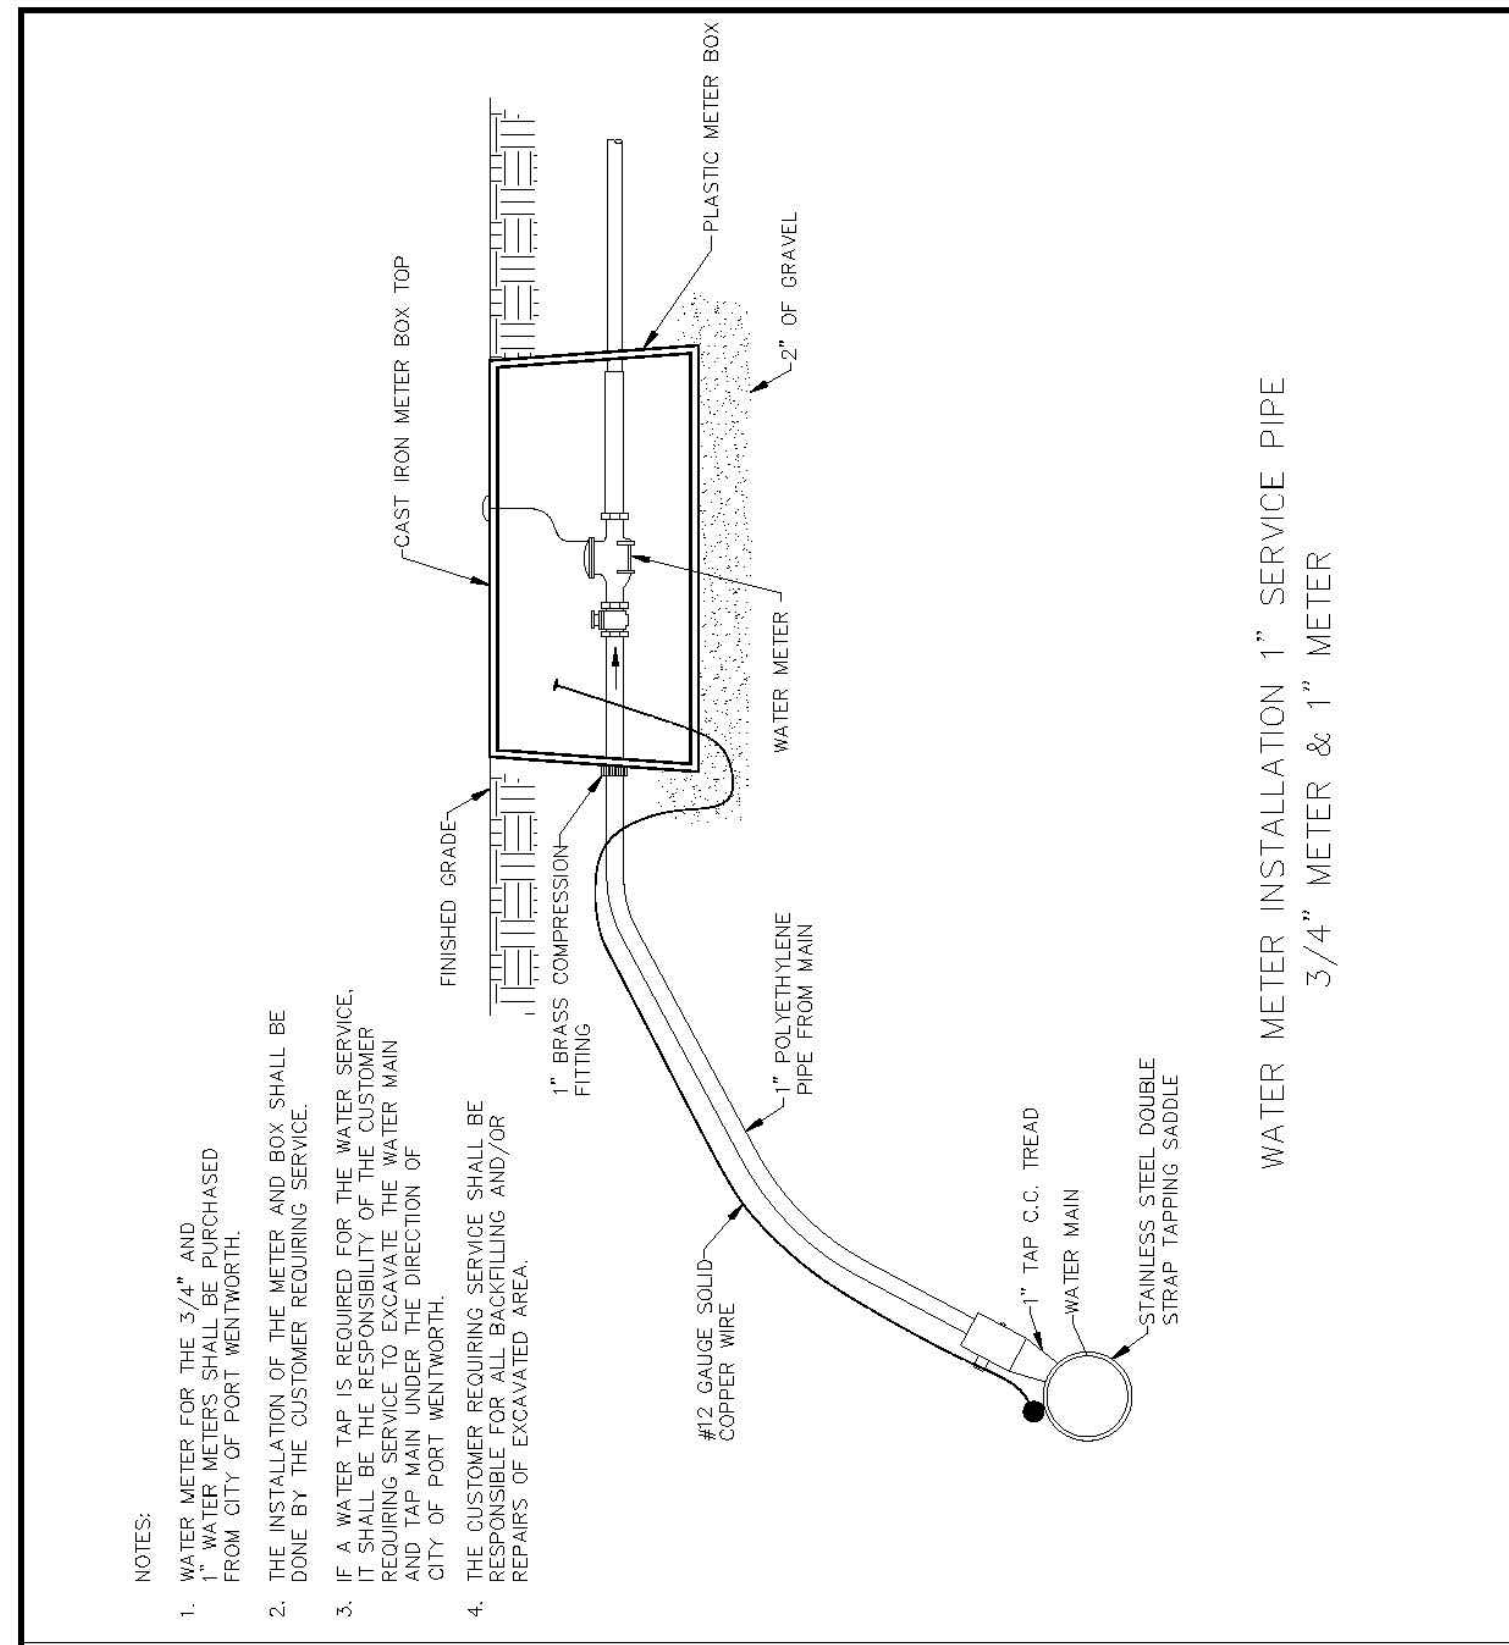 NOTES:
1. WATER METER FOR THE 3/4" AND
1" WATER METERS SHALL BE PURCHASED
FROM CITY OF PORT WENTWORTH.
2. THE INSTALLATION OF THE METER AND BOX SHALL BE
DONE BY THE CUSTOMER REQUIRING SERVICE.
3. IF A WATER TAP IS REQUIRED FOR THE WATER SERVICE,
IT SHALL BE THE RESPONSIBILITY OF THE CUSTOMER
REQUIRING SERVICE TO EXCAVATE THE WATER MAIN
AND TAP MAIN UNDER THE DIRECTION OF
CITY OF PORT WENTWORTH.
4. THE CUSTOMER REQUIRING SERVICE SHALL BE
RESPONSIBLE FOR ALL BACKFILLING AND/OR
REPAIRS OF EXCAVATED AREA.
CAST IRON METER BOX TOP
FINISHED GRADE
1" BRASS COMPRESSION
FITTING
PLASTIC METER BOX
2" OF GRAVEL
WATER METER
#12 GAUGE SOLID
COPPER WIRE
1" POLYETHYLENE
PIPE FROM MAIN
1" TAP C.C. TREAD
WATER MAIN
STAINLESS STEEL DOUBLE
STRAP TAPPING SADDLE
WATER METER INSTALLATION 1" SERVICE PIPE
3/4" METER & 1" METER